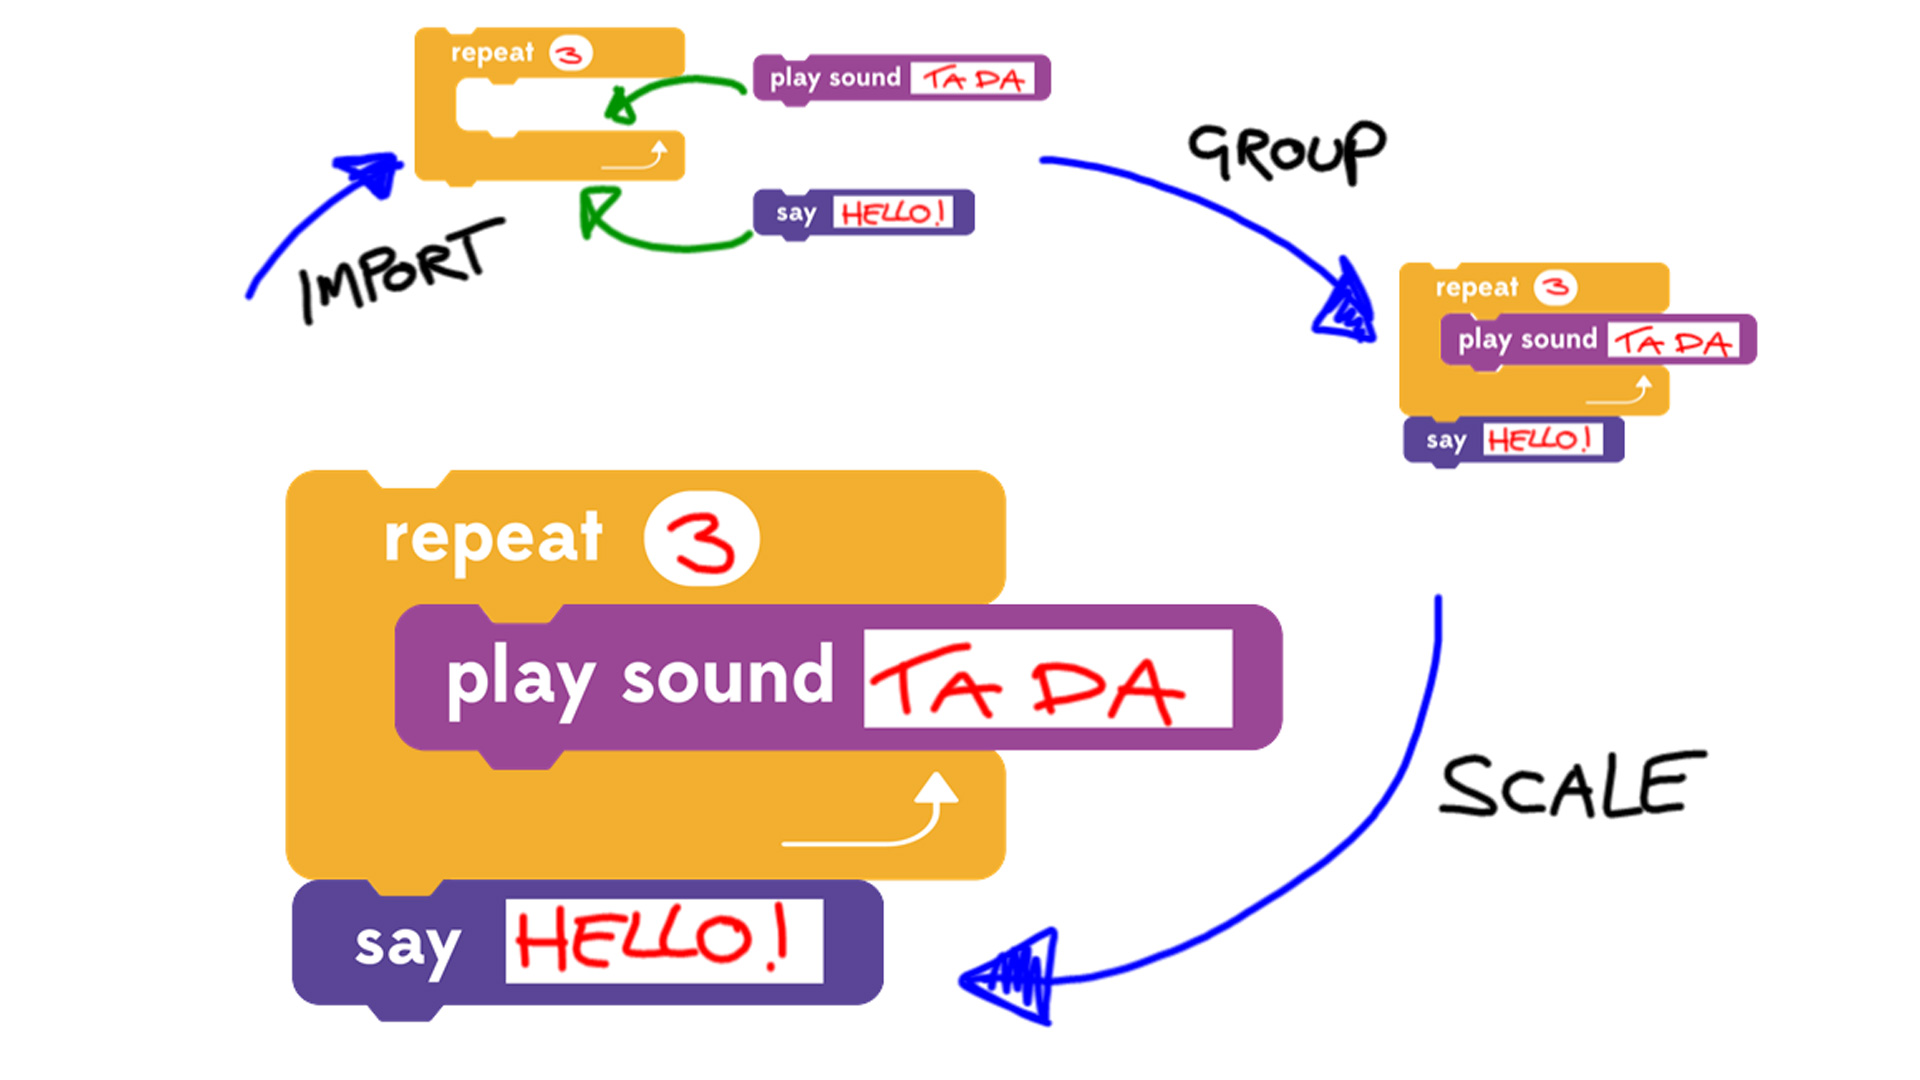 repeat 3
play sound TA DA
say HELLO!
IMPORT
GROUP
repeat 3
play sound TA DA
say HELLO!
repeat 3
play sound TA DA
say HELLO!
SCALE